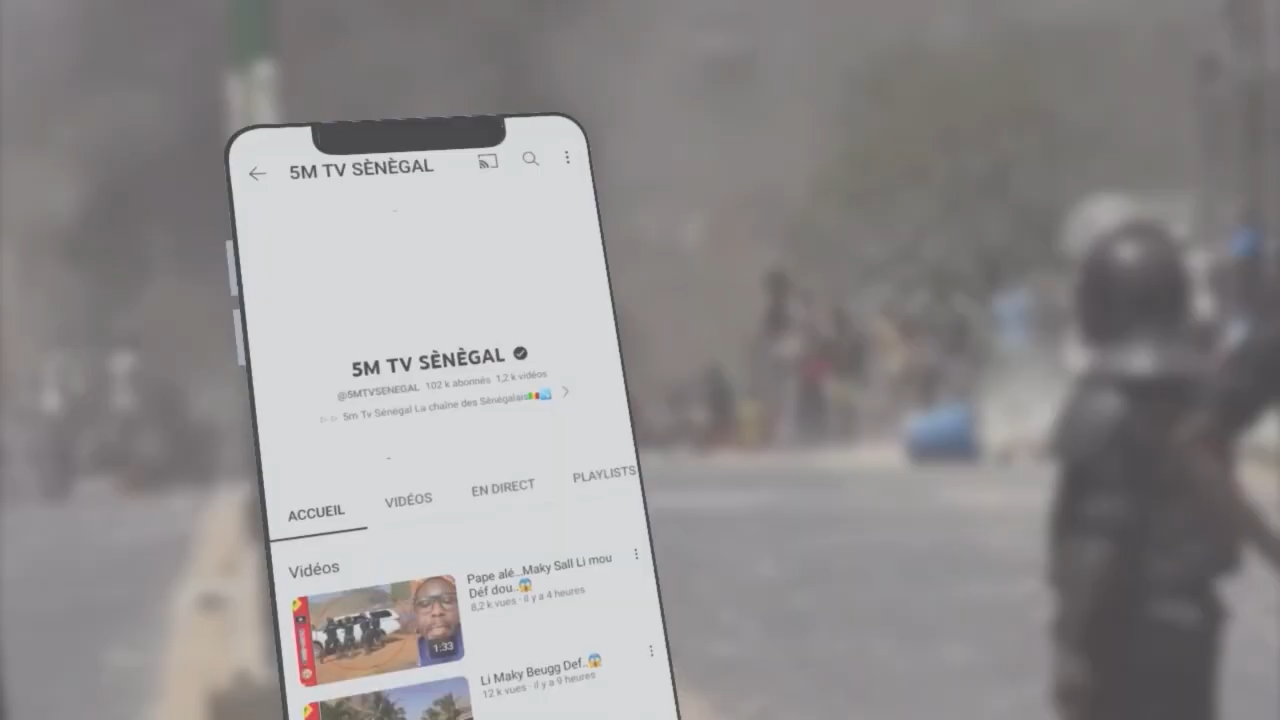 5M TV SÈNÈGAL
5M TV SÈNÈGAL
@5MTVSENEGAL 102 k abonnés 1,2 k vidéos
5m Tv Sénégal La chaîne des Sénégalais
ACCUEIL VIDÉOS EN DIRECT PLAYLISTS
Vidéos
Pape alé...Maky Sall Li mou
Déf dou..😱
8,2 k vues · il y a 4 heures
1:33
Li Maky Beugg Def..😱
12 k vues · il y a 9 heures